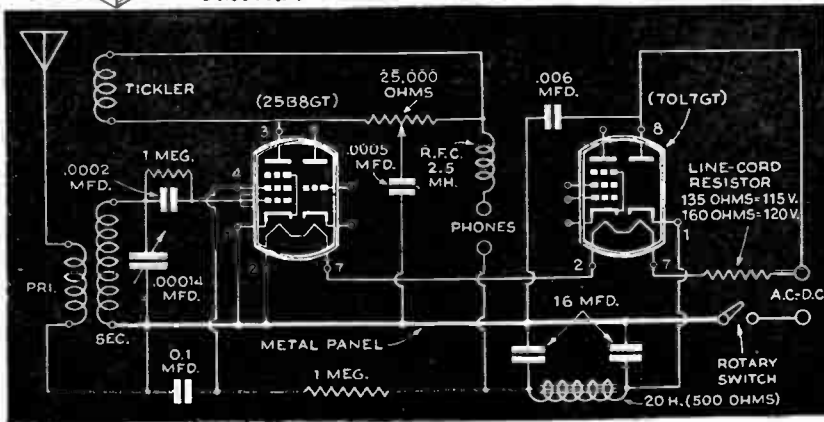 TICKLER
(25B8GT)
25,000
OHMS
.006
MFD.
(70L7GT)
3
8
1 MEG.
.0002
MFD.
4
.0005
MFD.
R.F.C.
2.5
MH.
LINE-CORD
RESISTOR
135 OHMS=115 V.
160 OHMS=120 V.
PHONES
1
1
2
7
2
7
.00014
MFD.
PRI.
16 MFD.
A.C.-D.C.
SEC.
METAL PANEL
ROTARY
SWITCH
0.1
MFD.
1 MEG.
20 H. (500 OHMS)